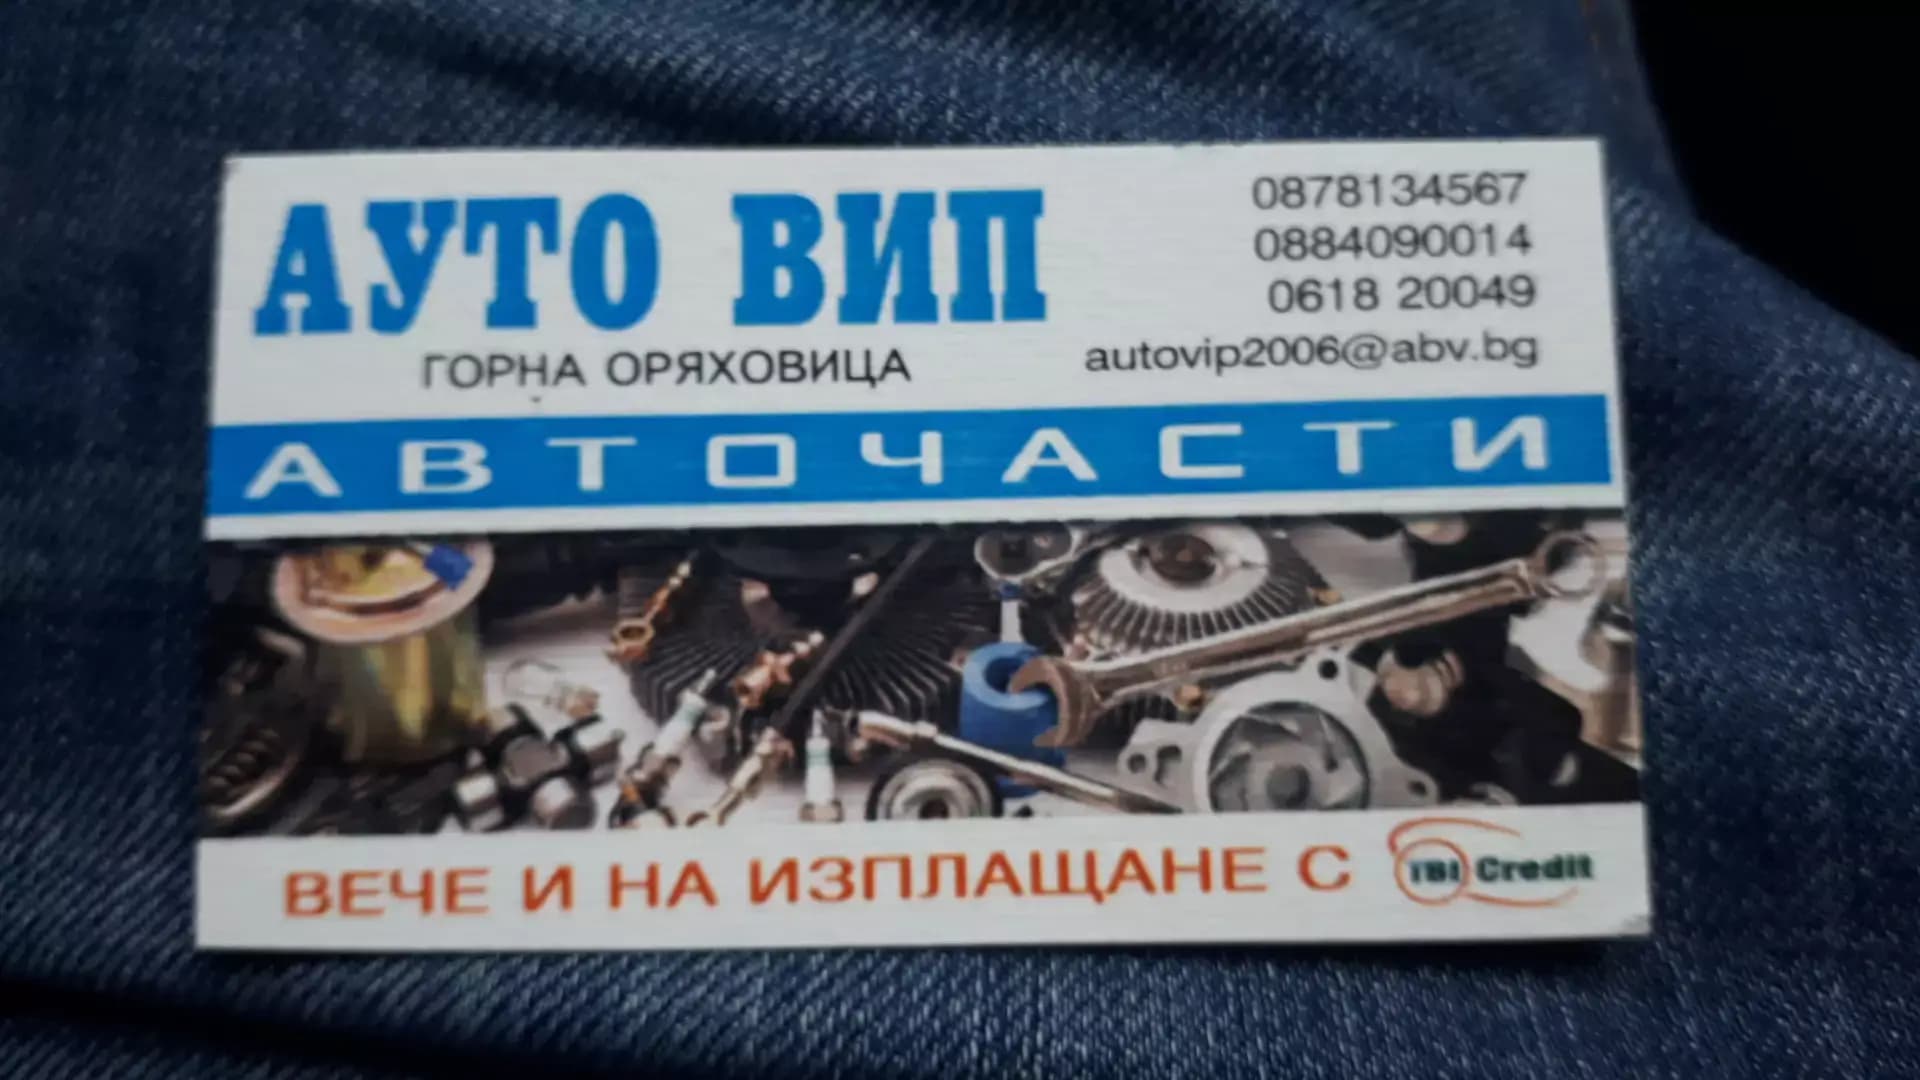 АУТО ВИП
ГОРНА ОРЯХОВИЦА
0878134567
0884090014
0618 20049
autovip2006@abv.bg
АВТОЧАСТИ
ВЕЧЕ И НА ИЗПЛАЩАНЕ С TBI Credit